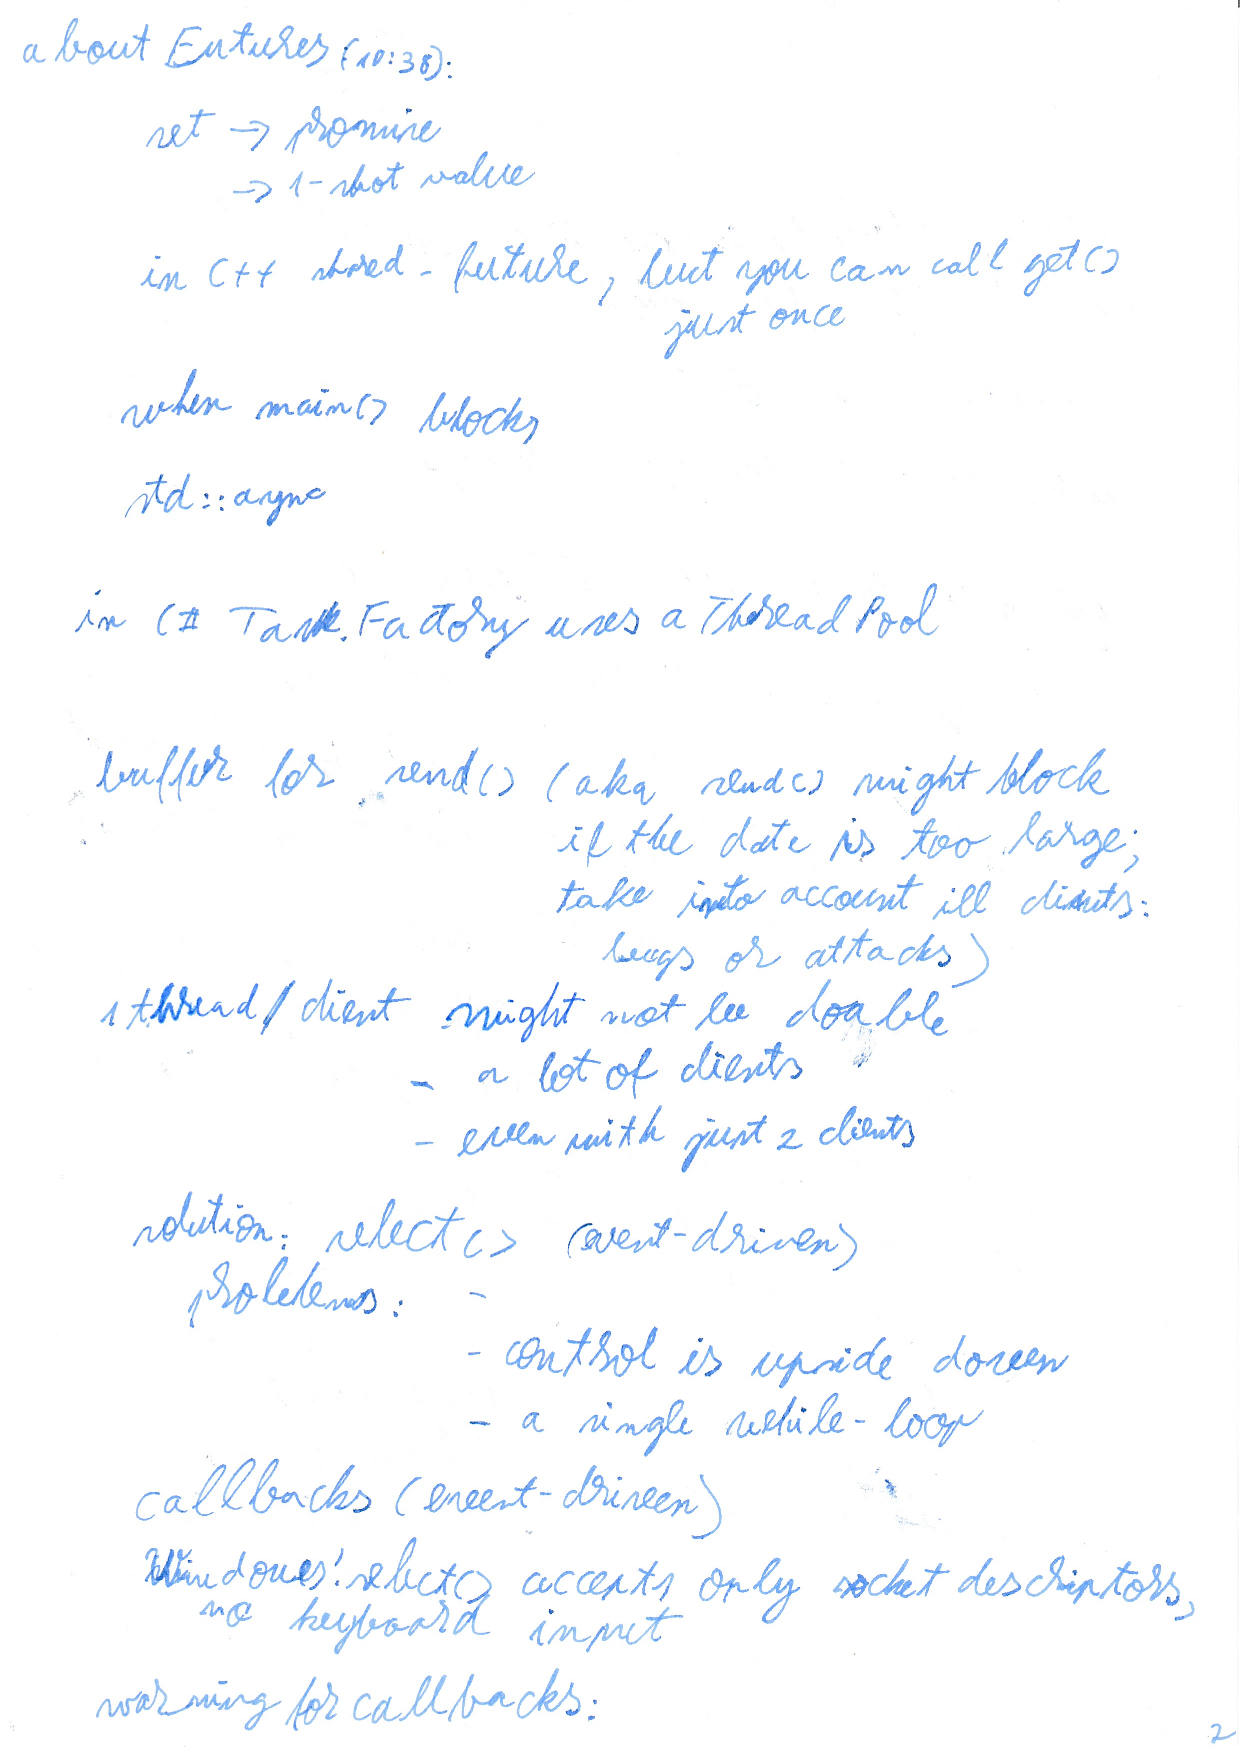 about Futures (10:38):
set → promise
→ 1-shot value
in C++ shared-future, but you can call get()
just once
when main() blocks
std::async
in C# Task.Factory uses a ThreadPool
buffer for send() (aka send() might block
if the date is too large;
take into account ill clients:
bugs or attacks)
1 thread/client might not be doable
- a lot of clients
- even with just 2 clients
solution: select() (event-driven)
problems: -
- control is upside down
- a single while-loop
callbacks (event-driven)
Windows' select() accepts only socket descriptors,
no keyboard input
warning for callbacks:
2